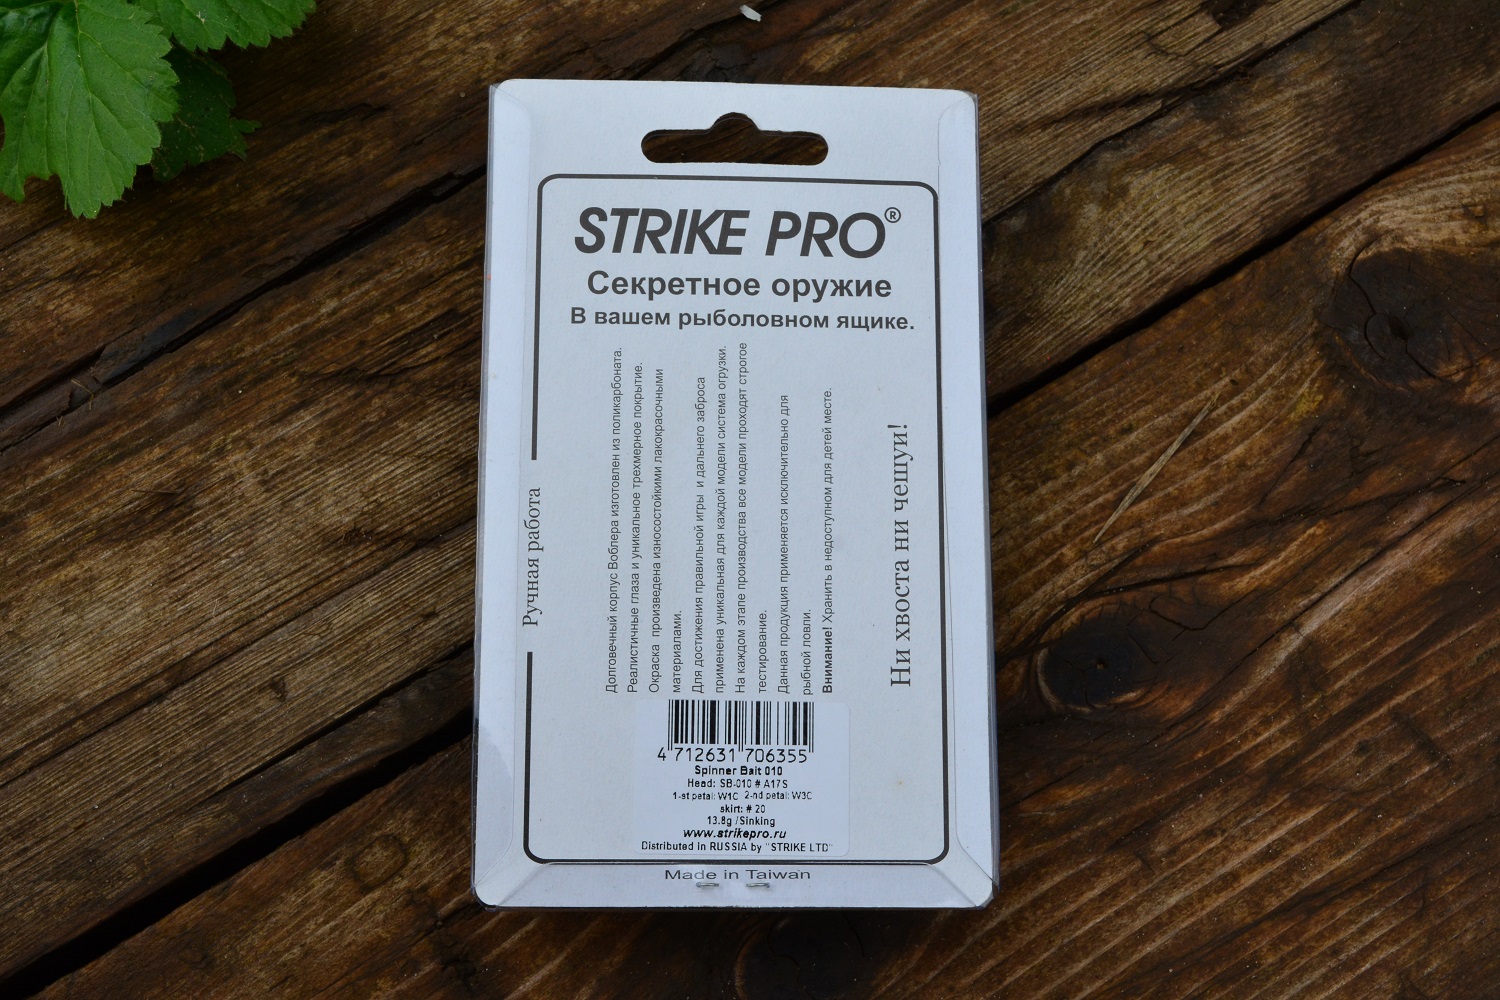 STRIKE PRO®
Секретное оружие
В вашем рыболовном ящике.
Ручная работа
Долговечный корпус Воблера изготовлен из поликарбоната.
Реалистичные глаза и уникальное трехмерное покрытие.
Окраска произведена износостойкими лакокрасочными
материалами.
Для достижения правильной игры и дальнего заброса
применена уникальная для каждой модели система огрузки.
На каждом этапе производства все модели проходят строгое
тестирование.
Данная продукция применяется исключительно для
рыбной ловли.
Внимание! Хранить в недоступном для детей месте.
Ни хвоста ни чешуи!
4 712631 706355
Spinner Bait 010
Head: SB-010 # A17S
1-st petal: W1C 2-nd petal: W3C
skirt: # 20
13.8g /Sinking
www.strikepro.ru
Distributed in RUSSIA by "STRIKE LTD"
Made in Taiwan